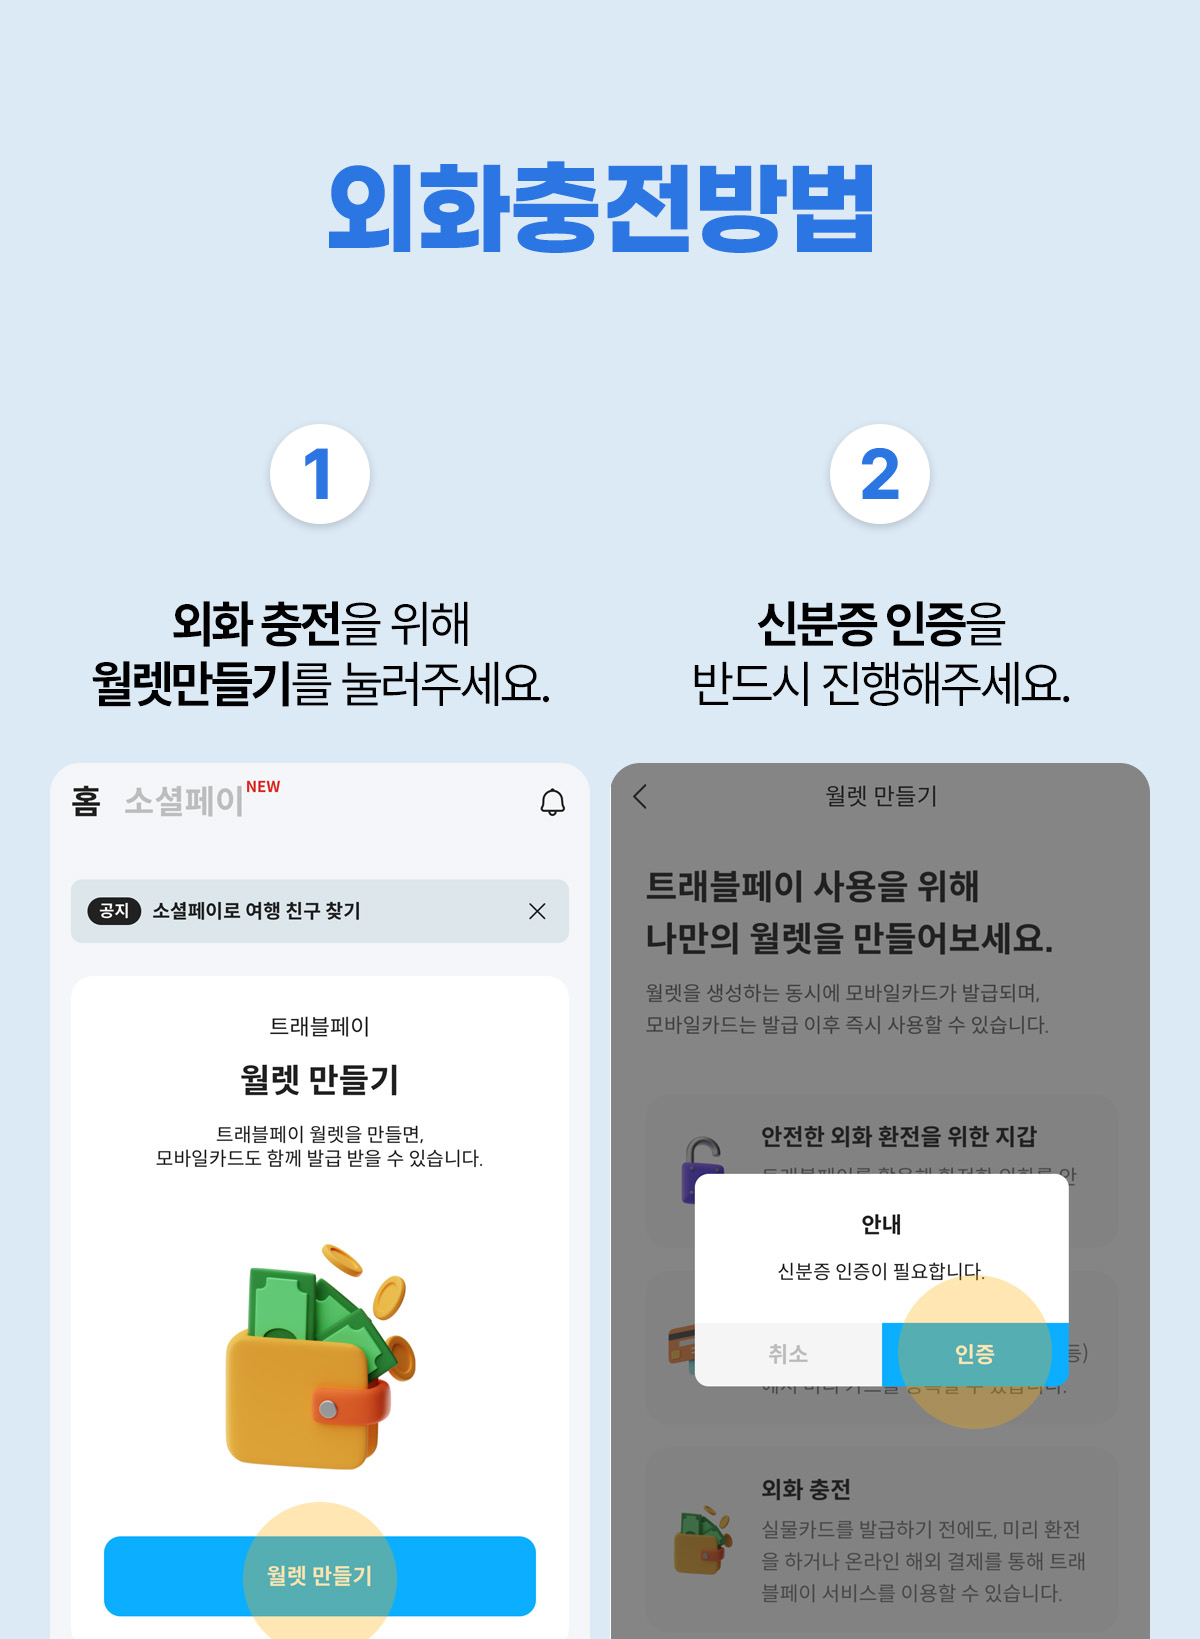 외화충전방법
1
외화 충전을 위해
월렛만들기를 눌러주세요.
홈 소셜페이 NEW
공지 소셜페이로 여행 친구 찾기
트래블페이
월렛 만들기
트래블페이 월렛을 만들면,
모바일카드도 함께 발급 받을 수 있습니다.
월렛 만들기
2
신분증 인증을
반드시 진행해주세요.
월렛 만들기
트래블페이 사용을 위해
나만의 월렛을 만들어보세요.
월렛을 생성하는 동시에 모바일카드가 발급되며,
모바일카드는 발급 이후 즉시 사용할 수 있습니다.
안전한 외화 환전을 위한 지갑
안내
신분증 인증이 필요합니다.
취소 인증
등)
외화 충전
실물카드를 발급하기 전에도, 미리 환전
을 하거나 온라인 해외 결제를 통해 트래
블페이 서비스를 이용할 수 있습니다.